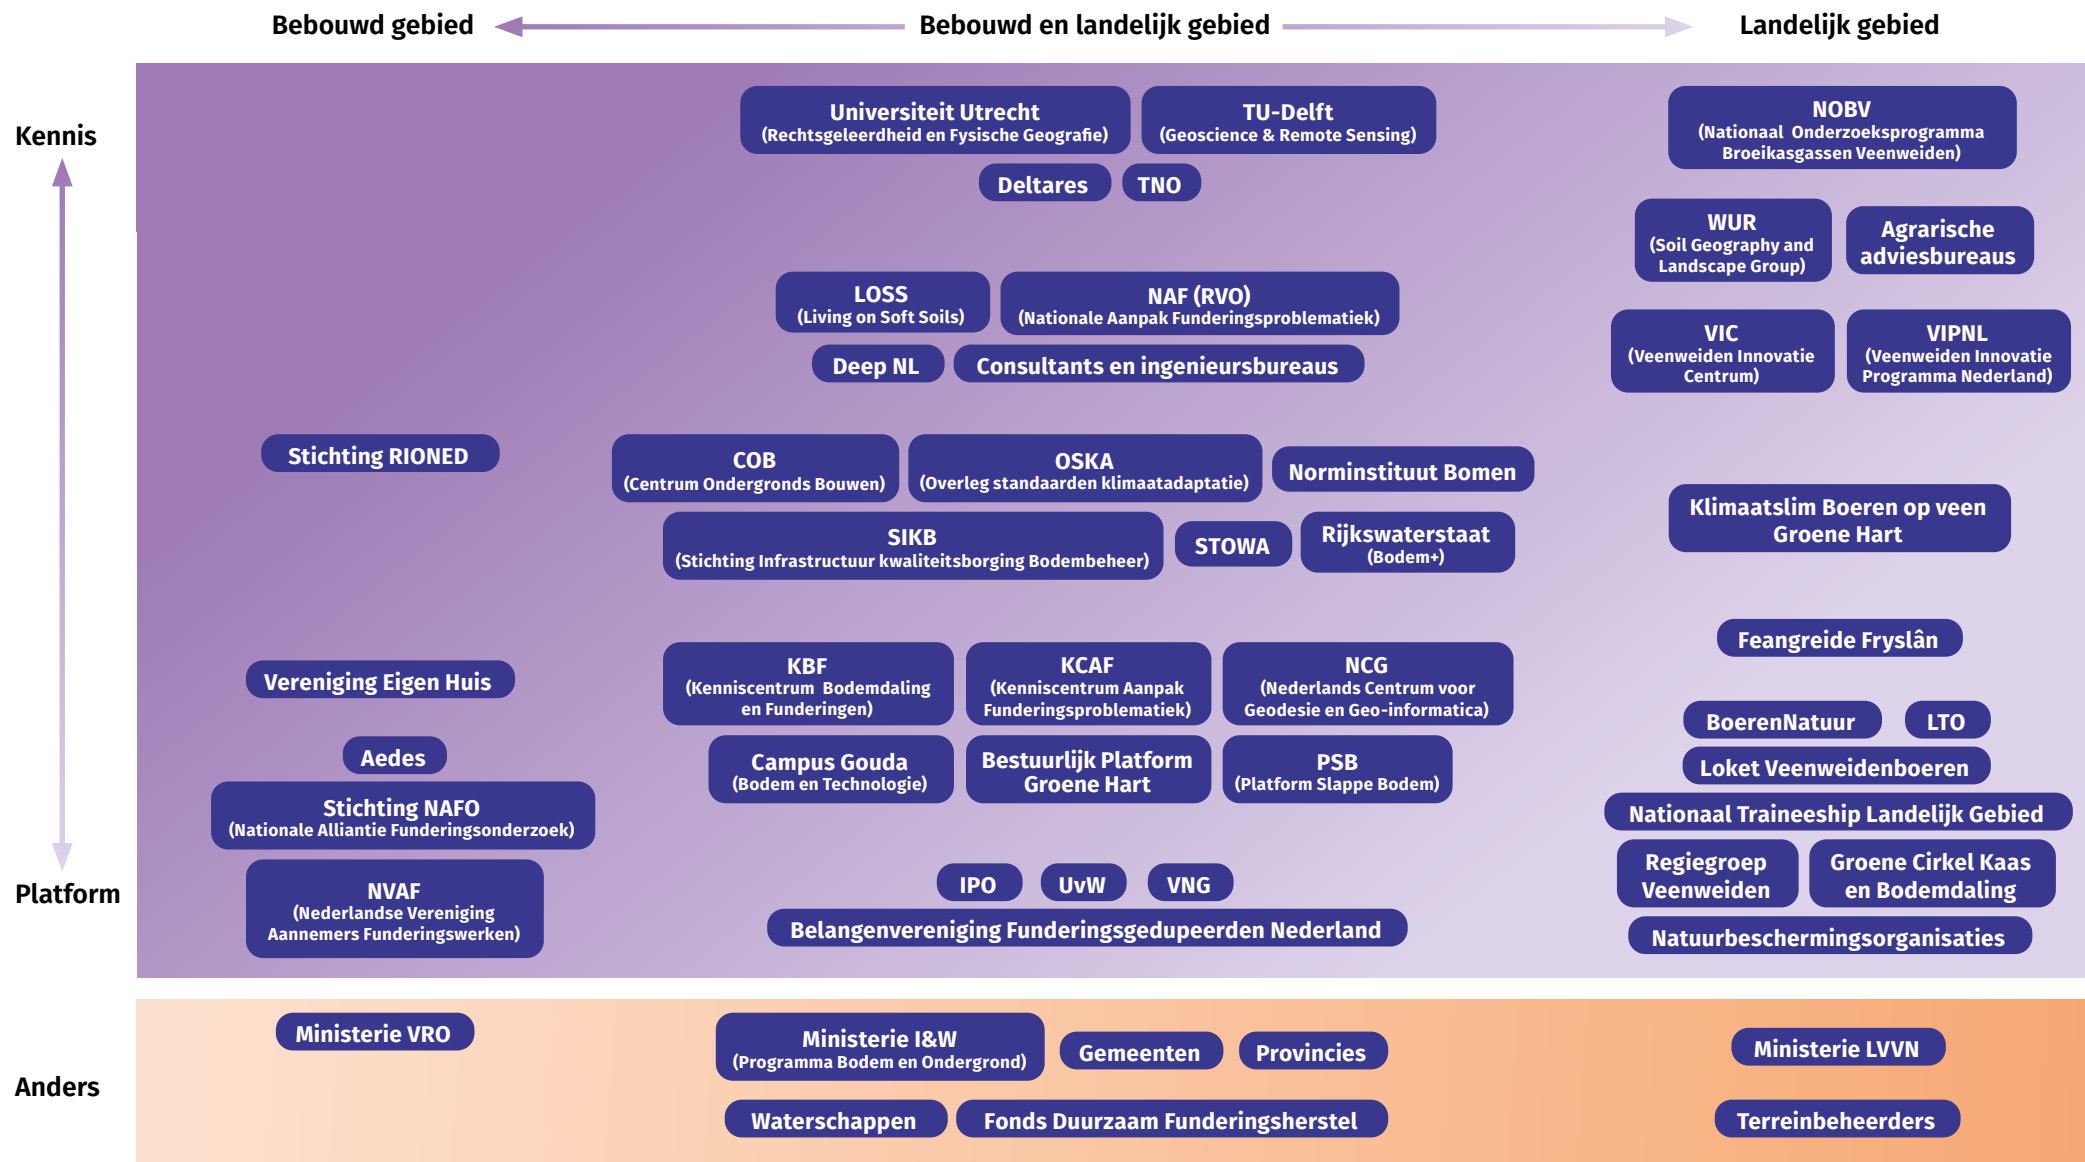 Bebouwd gebied
Bebouwd en landelijk gebied
Landelijk gebied
Kennis
Universiteit Utrecht
(Rechtsgeleerdheid en Fysische Geografie)
TU-Delft
(Geoscience & Remote Sensing)
NOBV
(Nationaal Onderzoeksprogramma
Broeikasgassen Veenweiden)
Deltares
TNO
WUR
(Soil Geography and
Landscape Group)
Agrarische
adviesbureaus
LOSS
(Living on Soft Soils)
NAF (RVO)
(Nationale Aanpak Funderingsproblematiek)
VIC
(Veenweiden Innovatie
Centrum)
VIPNL
(Veenweiden Innovatie
Programma Nederland)
Deep NL
Consultants en ingenieursbureaus
Stichting RIONED
COB
(Centrum Ondergronds Bouwen)
OSKA
(Overleg standaarden klimaatadaptatie)
Norminstituut Bomen
Klimaatslim Boeren op veen
Groene Hart
SIKB
(Stichting Infrastructuur kwaliteitsborging Bodembeheer)
STOWA
Rijkswaterstaat
(Bodem+)
Feangreide Fryslân
Vereniging Eigen Huis
KBF
(Kenniscentrum Bodemdaling
en Funderingen)
KCAF
(Kenniscentrum Aanpak
Funderingsproblematiek)
NCG
(Nederlands Centrum voor
Geodesie en Geo-informatica)
BoerenNatuur
LTO
Aedes
Campus Gouda
(Bodem en Technologie)
Bestuurlijk Platform
Groene Hart
PSB
(Platform Slappe Bodem)
Loket Veenweidenboeren
Stichting NAFO
(Nationale Alliantie Funderingsonderzoek)
Nationaal Traineeship Landelijk Gebied
Platform
NVAF
(Nederlandse Vereniging
Aannemers Funderingswerken)
IPO
UvW
VNG
Regiegroep
Veenweiden
Groene Cirkel Kaas
en Bodemdaling
Belangenvereniging Funderingsgedupeerden Nederland
Natuurbeschermingsorganisaties
Anders
Ministerie VRO
Ministerie I&W
(Programma Bodem en Ondergrond)
Gemeenten
Provincies
Ministerie LVVN
Waterschappen
Fonds Duurzaam Funderingsherstel
Terreinbeheerders